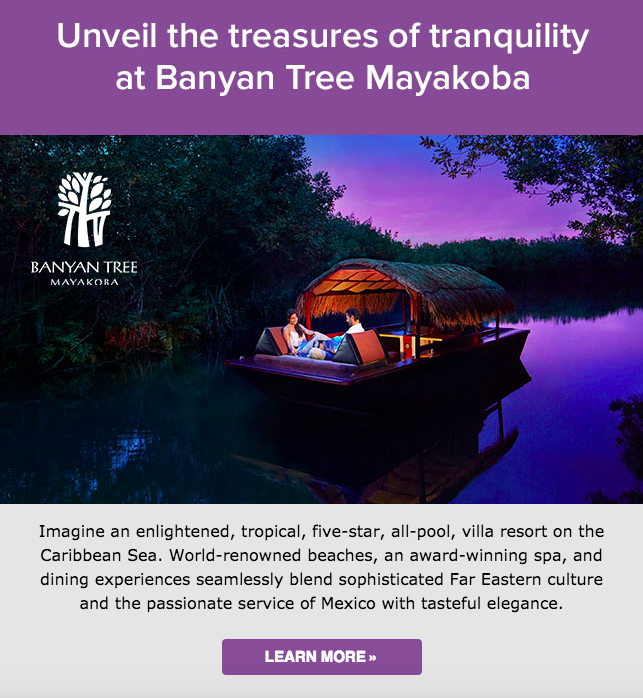 Unveil the treasures of tranquility
at Banyan Tree Mayakoba
BANYAN TREE
MAYAKOBA
Imagine an enlightened, tropical, five-star, all-pool, villa resort on the
Caribbean Sea. World-renowned beaches, an award-winning spa, and
dining experiences seamlessly blend sophisticated Far Eastern culture
and the passionate service of Mexico with tasteful elegance.
LEARN MORE »